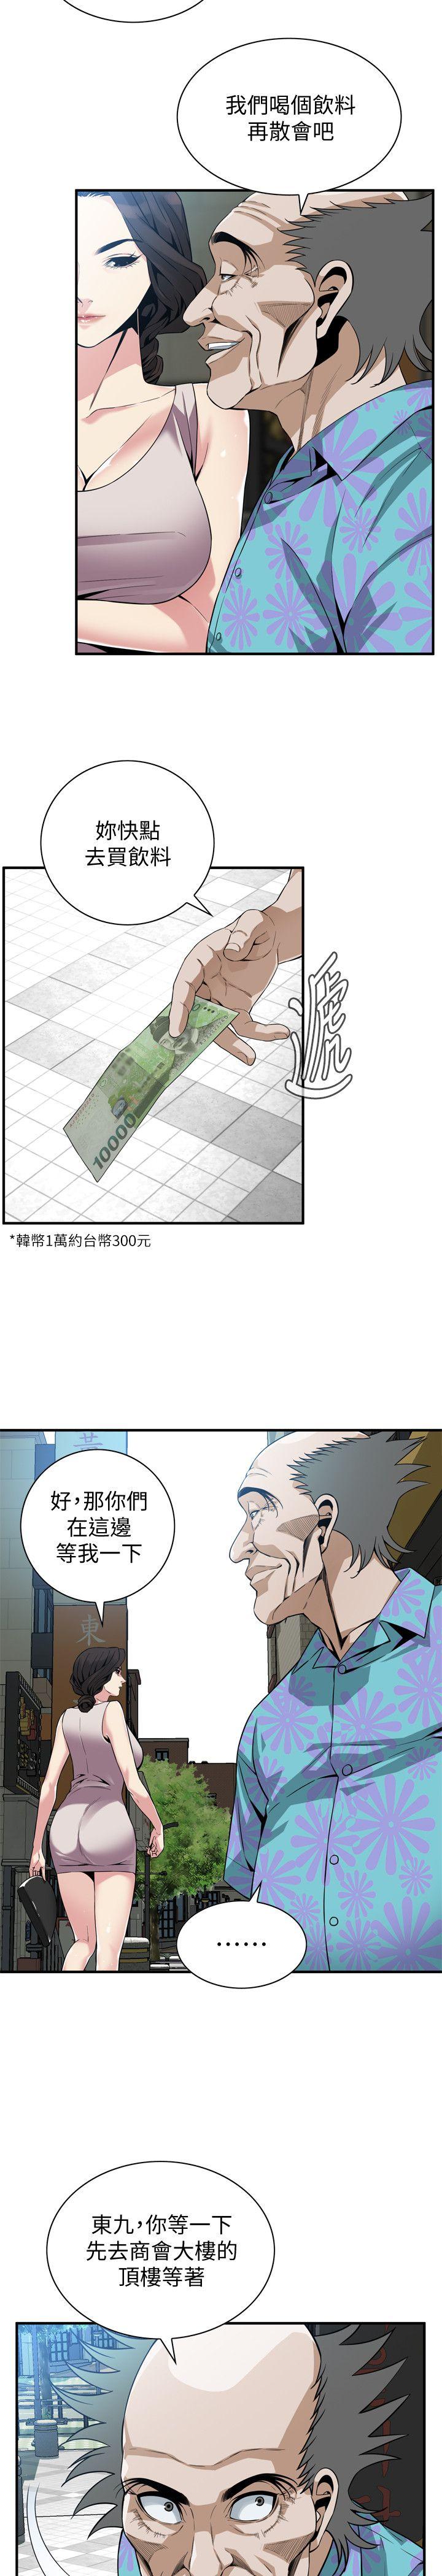 我們喝個飲料
再散會吧
妳快點
去買飲料
10000
遞
*韓幣1萬約台幣300元
好，那你們
在這邊
等我一下
東
⋯⋯
東九，你等一下
先去商會大樓的
頂樓等著